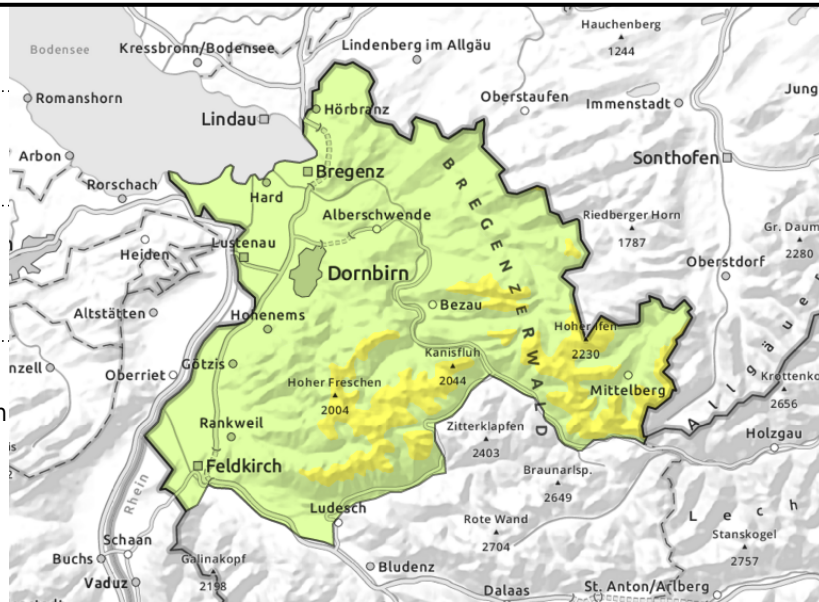 Hauchenberg
1244
Bodensee
Kressbronn/Bodensee
Lindenberg im Allgäu
Romanshorn
Hörbranz
Oberstaufen
Immenstadt
Jung
Lindau
Arbon
Sonthofen
Bregenz
Rorschach
Hard
Alberschwende
Riedberger Horn
1787
Gr. Daum
2280
Heiden
Lustenau
Oberstdorf
Dornbirn
BREGENZERWALD
Bezau
Altstätten
Hohenems
Hoher Ifen
2230
Allgäue
nzell
Oberriet
Götzis
Kanisfluh
2044
Hoher Freschen
2004
Mittelberg
Krottenko
2656
Rankweil
Zitterklapfen
2403
Holzgau
Feldkirch
Braunarlsp.
2649
Rhein
Ludesch
Rote Wand
2704
Lech
Stanskogel
2757
Schaan
Buchs
Galinakopf
2198
Bludenz
Vaduz
Dalaas
St. Anton/Arlberg